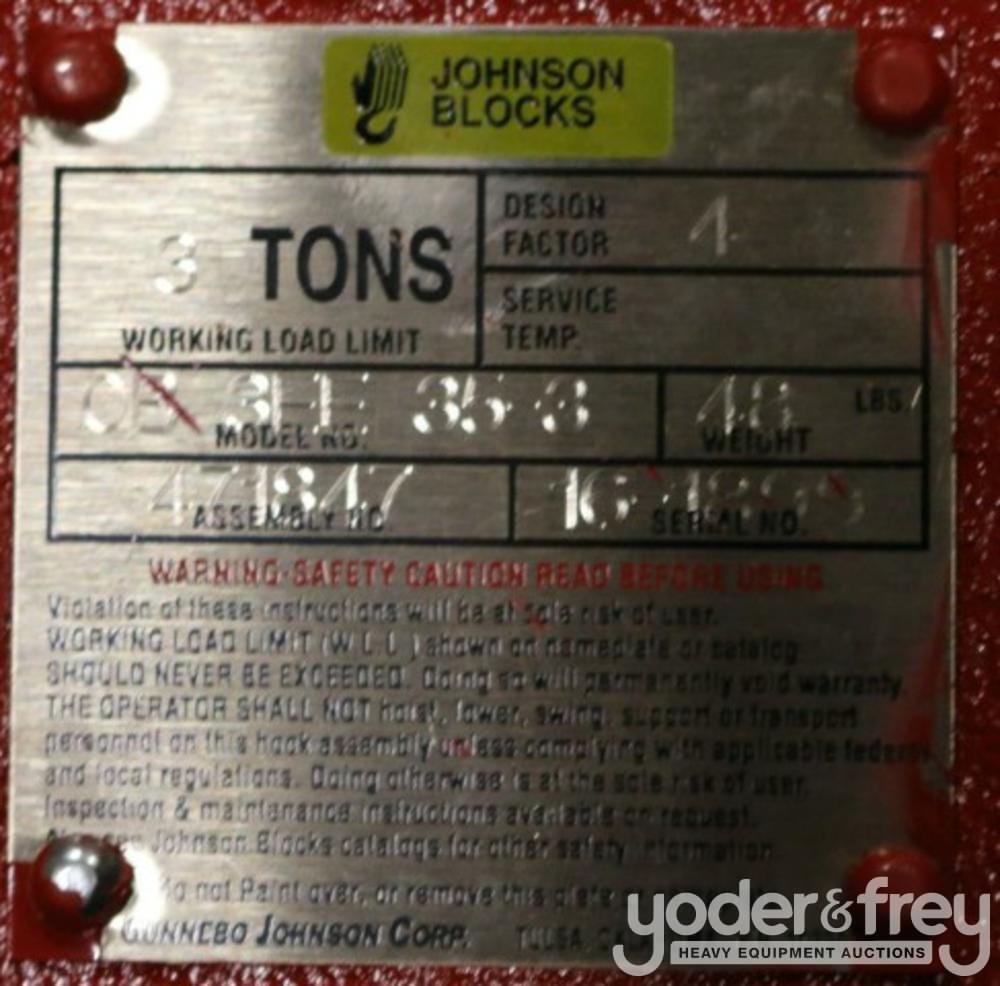 JOHNSON
BLOCKS
3 TONS
WORKING LOAD LIMIT
DESIGN
FACTOR 4
SERVICE
TEMP.
35 3
MODEL NO.
48 LBS.
WEIGHT
471847
ASSEMBLY NO.
SERIAL NO.
WARNING-SAFETY CAUTION READ BEFORE USING
Violation of these instructions will be at sole risk of user.
WORKING LOAD LIMIT (W.L.L.) shown on nameplate or catalog
SHOULD NEVER BE EXCEEDED. Doing so will permanently void warranty.
THE OPERATOR SHALL NOT hoist, lower, swing, support or transport
personnel on this hook assembly unless complying with applicable federal
and local regulations. Doing otherwise is at the sole risk of user.
Inspection & maintenance instructions available on request.
Johnson Blocks catalogs for other safety information.
Do not Paint over, or remove this plate
GUNNEBO JOHNSON CORP. TULSA,
yoder&frey
HEAVY EQUIPMENT AUCTIONS